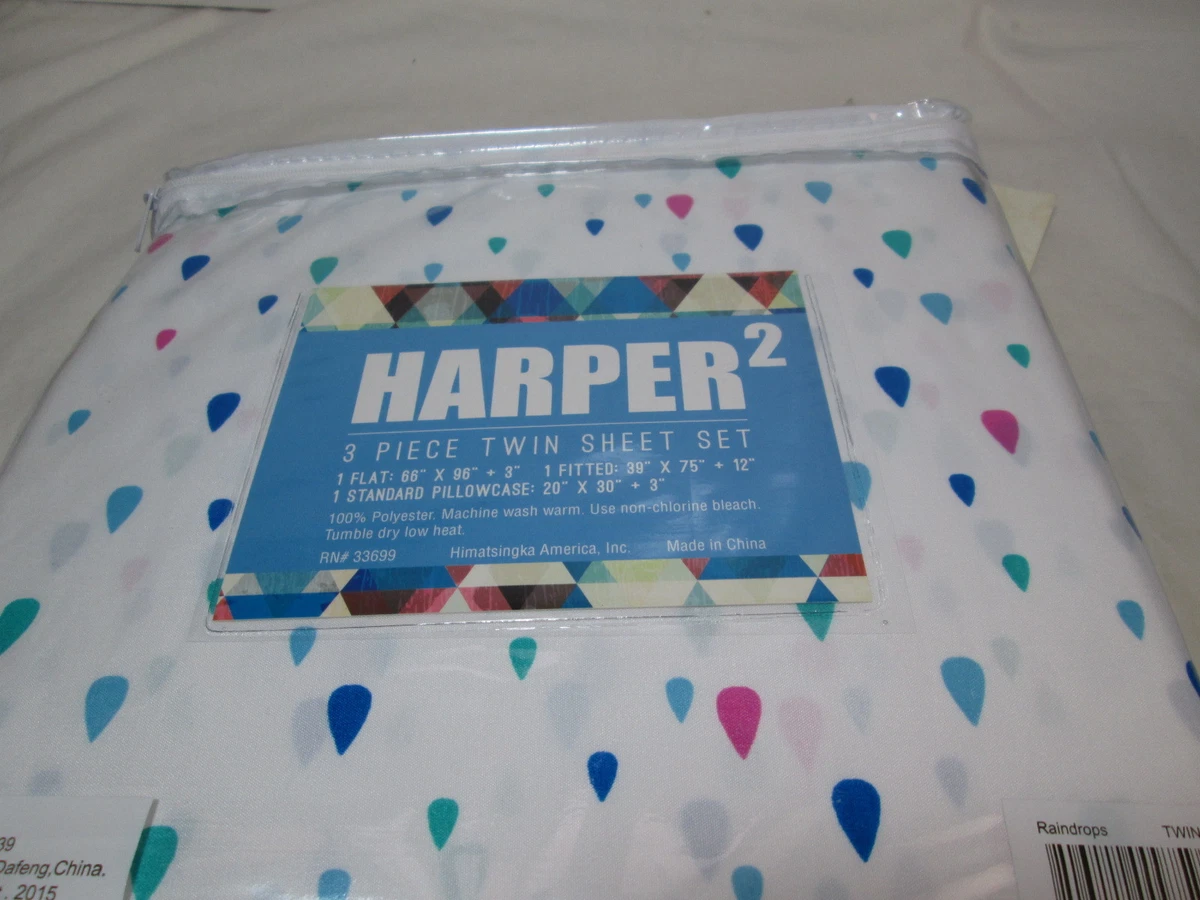 HARPER²
3 PIECE TWIN SHEET SET
1 FLAT: 66" X 96" + 3" 1 FITTED: 39" X 75" + 12"
1 STANDARD PILLOWCASE: 20" X 30" + 3"
100% Polyester. Machine wash warm. Use non-chlorine bleach.
Tumble dry low heat.
RN# 33699 Himatsingka America, Inc. Made in China
39
Dafeng,China.
. 2015
Raindrops TWIN